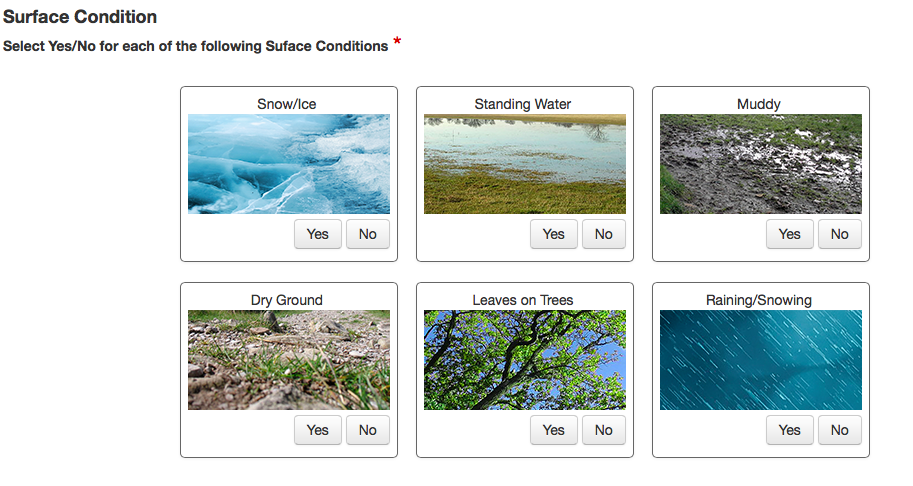 Surface Condition
Select Yes/No for each of the following Suface Conditions *
Snow/Ice
Yes No
Standing Water
Yes No
Muddy
Yes No
Dry Ground
Yes No
Leaves on Trees
Yes No
Raining/Snowing
Yes No